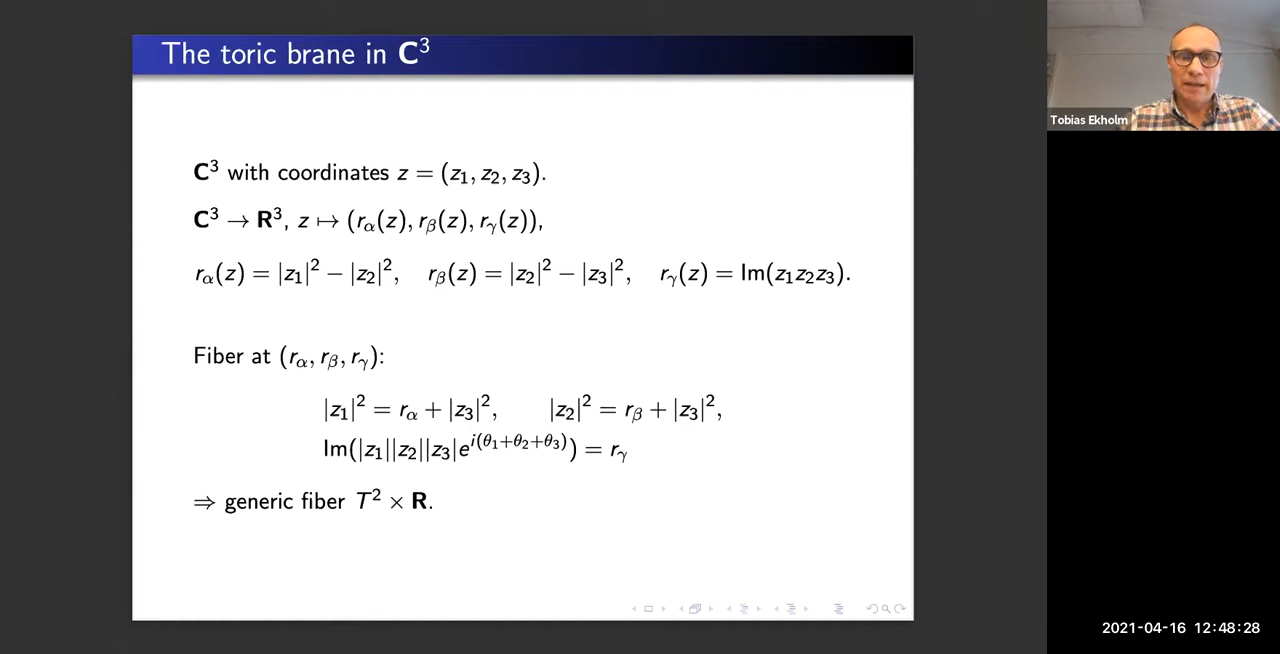 The toric brane in C³
C³ with coordinates z = (z₁, z₂, z₃).
C³ → R³, z ↦ (r_α(z), r_β(z), r_γ(z)),
r_α(z) = |z₁|² − |z₂|², r_β(z) = |z₂|² − |z₃|², r_γ(z) = Im(z₁z₂z₃).
Fiber at (r_α, r_β, r_γ):
|z₁|² = r_α + |z₃|², |z₂|² = r_β + |z₃|²,
Im(|z₁||z₂||z₃|e^{i(θ₁+θ₂+θ₃)}) = r_γ
⇒ generic fiber T² × R.
Tobias Ekholm
2021-04-16 12:48:28